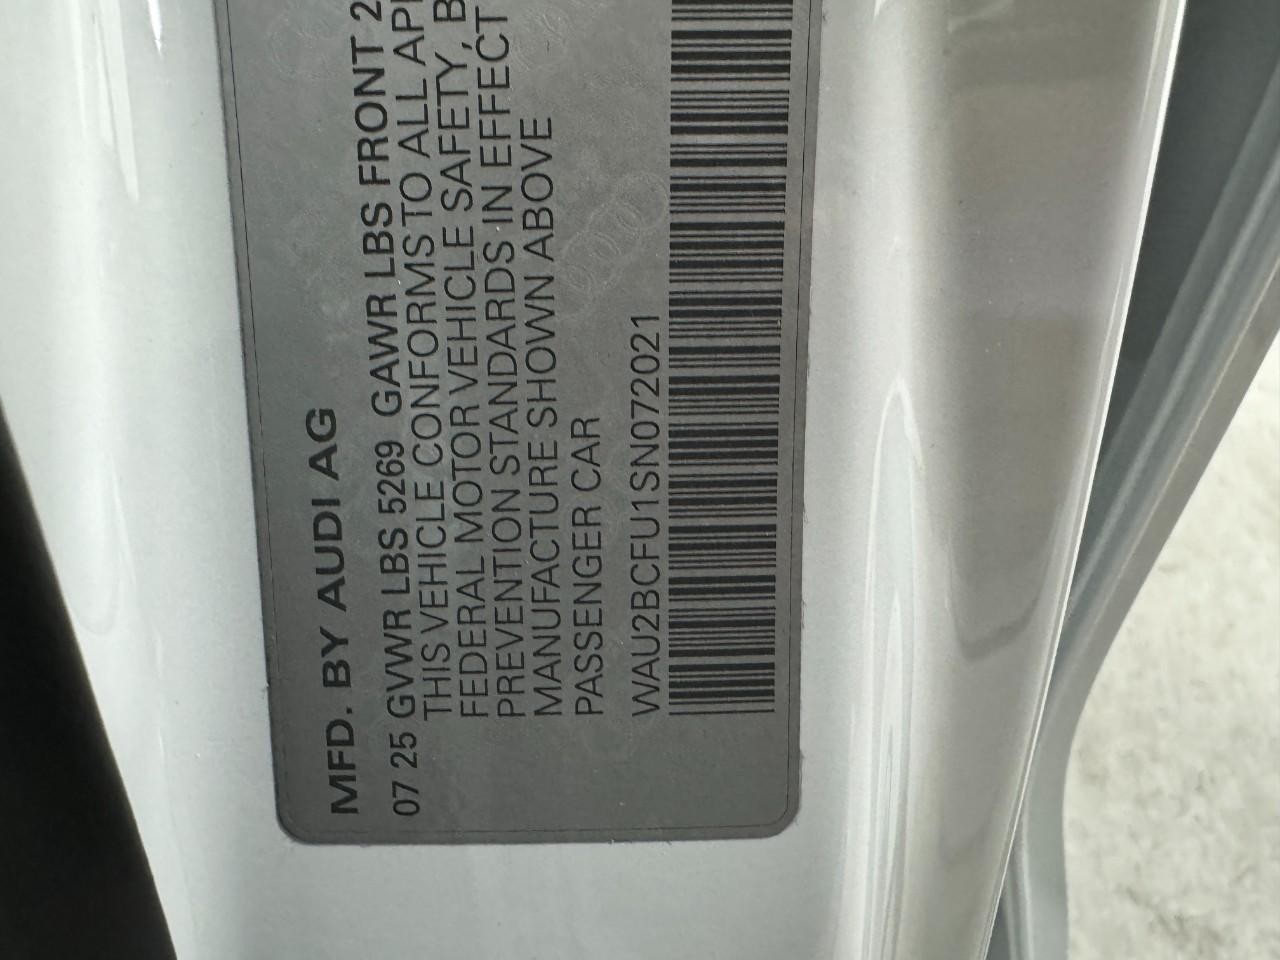 MFD. BY AUDI AG
07 25 GVWR LBS 5269 GAWR LBS FRONT 2
THIS VEHICLE CONFORMS TO ALL
FEDERAL MOTOR VEHICLE SAFETY, B
PREVENTION STANDARDS IN EFFECT
MANUFACTURE SHOWN ABOVE
PASSENGER CAR
WAU2BCFU1SN072021